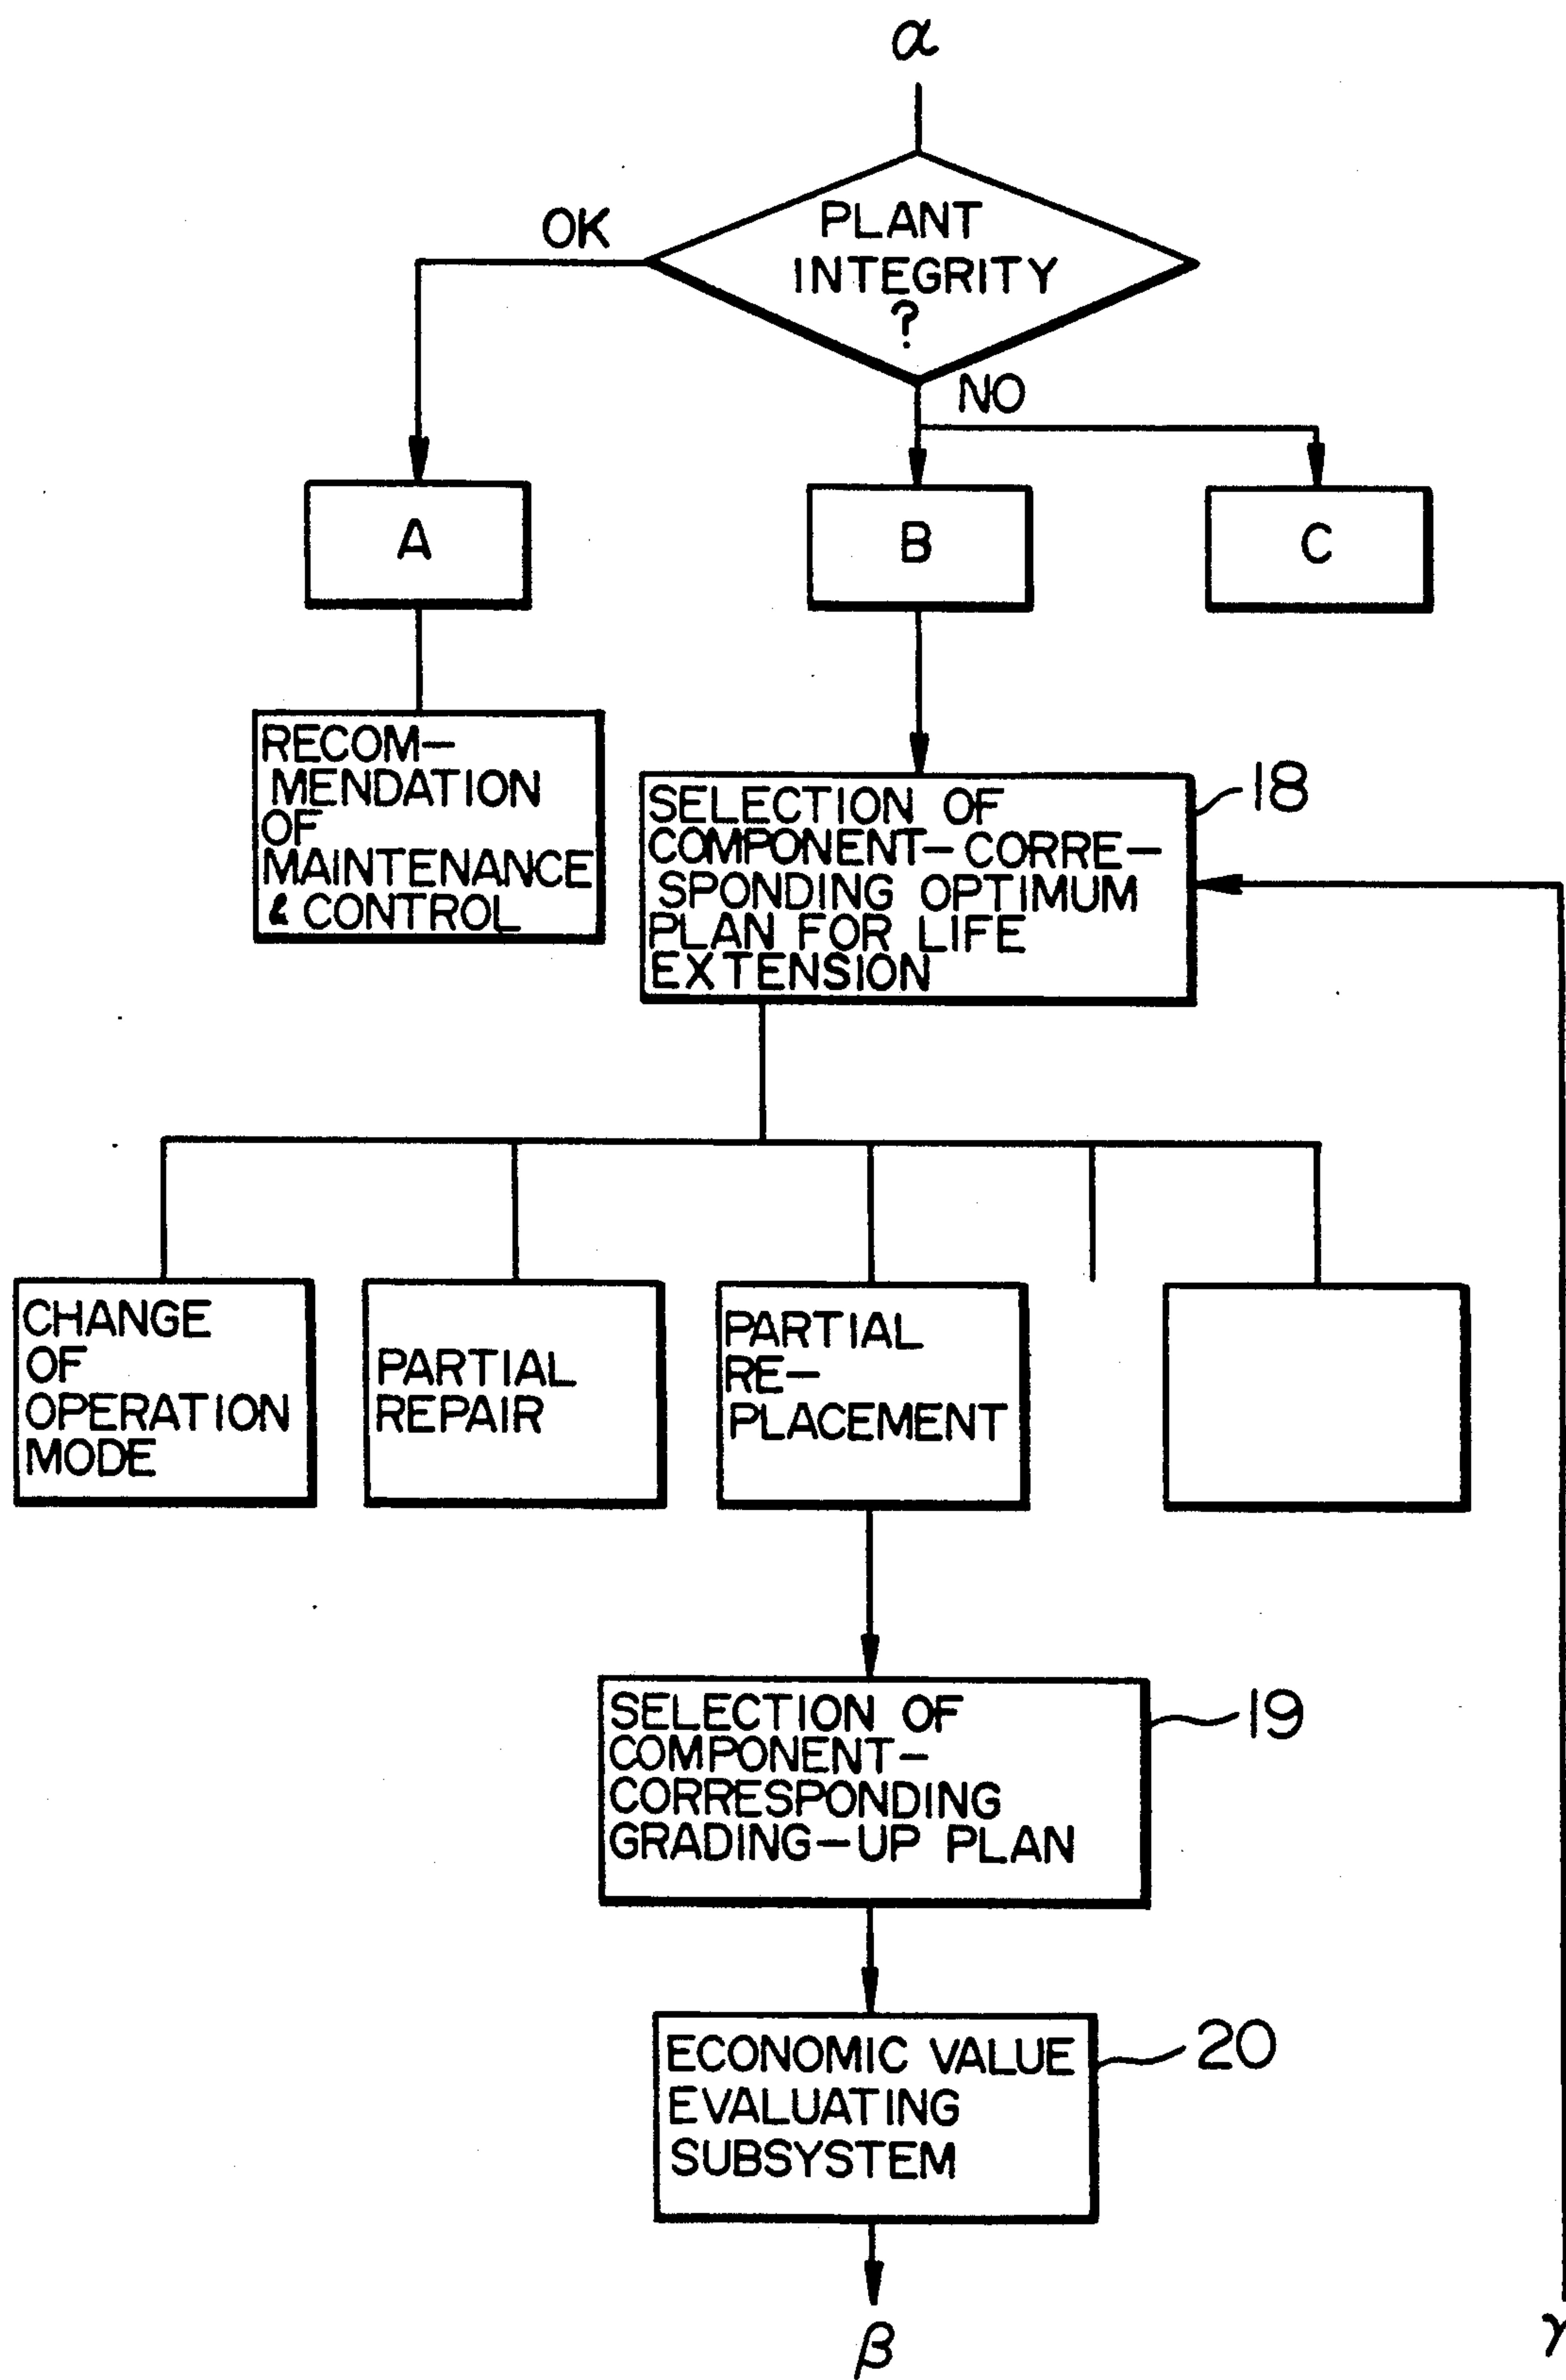 α
PLANT
INTEGRITY
?
OK
NO
A
B
C
RECOM-
MENDATION
OF
MAINTENANCE
& CONTROL
SELECTION OF
COMPONENT-CORRE-
SPONDING OPTIMUM
PLAN FOR LIFE
EXTENSION
18
CHANGE
OF
OPERATION
MODE
PARTIAL
REPAIR
PARTIAL
RE-
PLACEMENT
SELECTION OF
COMPONENT-
CORRESPONDING
GRADING-UP PLAN
19
ECONOMIC VALUE
EVALUATING
SUBSYSTEM
20
β
γ